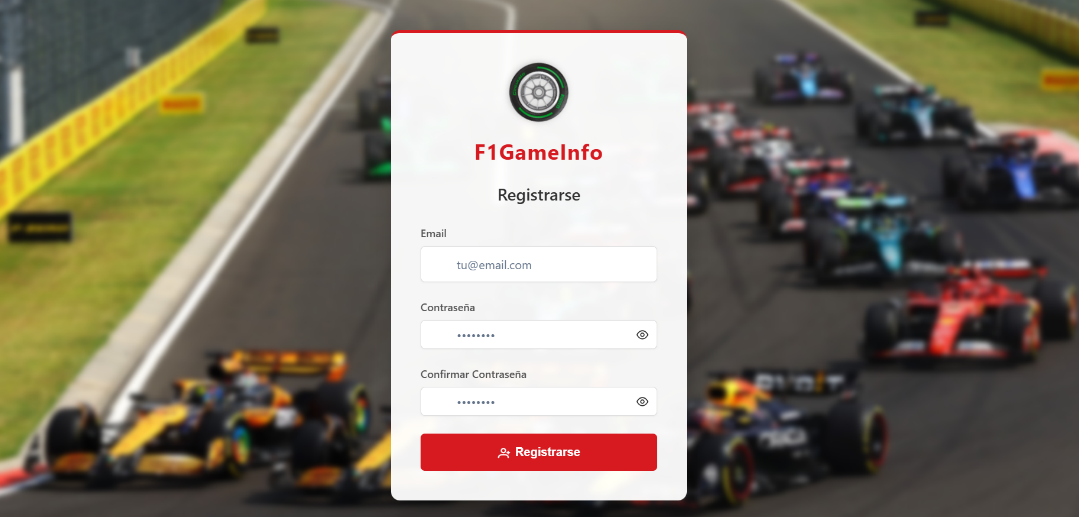 F1GameInfo
Registrarse
Email
tu@email.com
Contraseña
••••••••
Confirmar Contraseña
••••••••
Registrarse